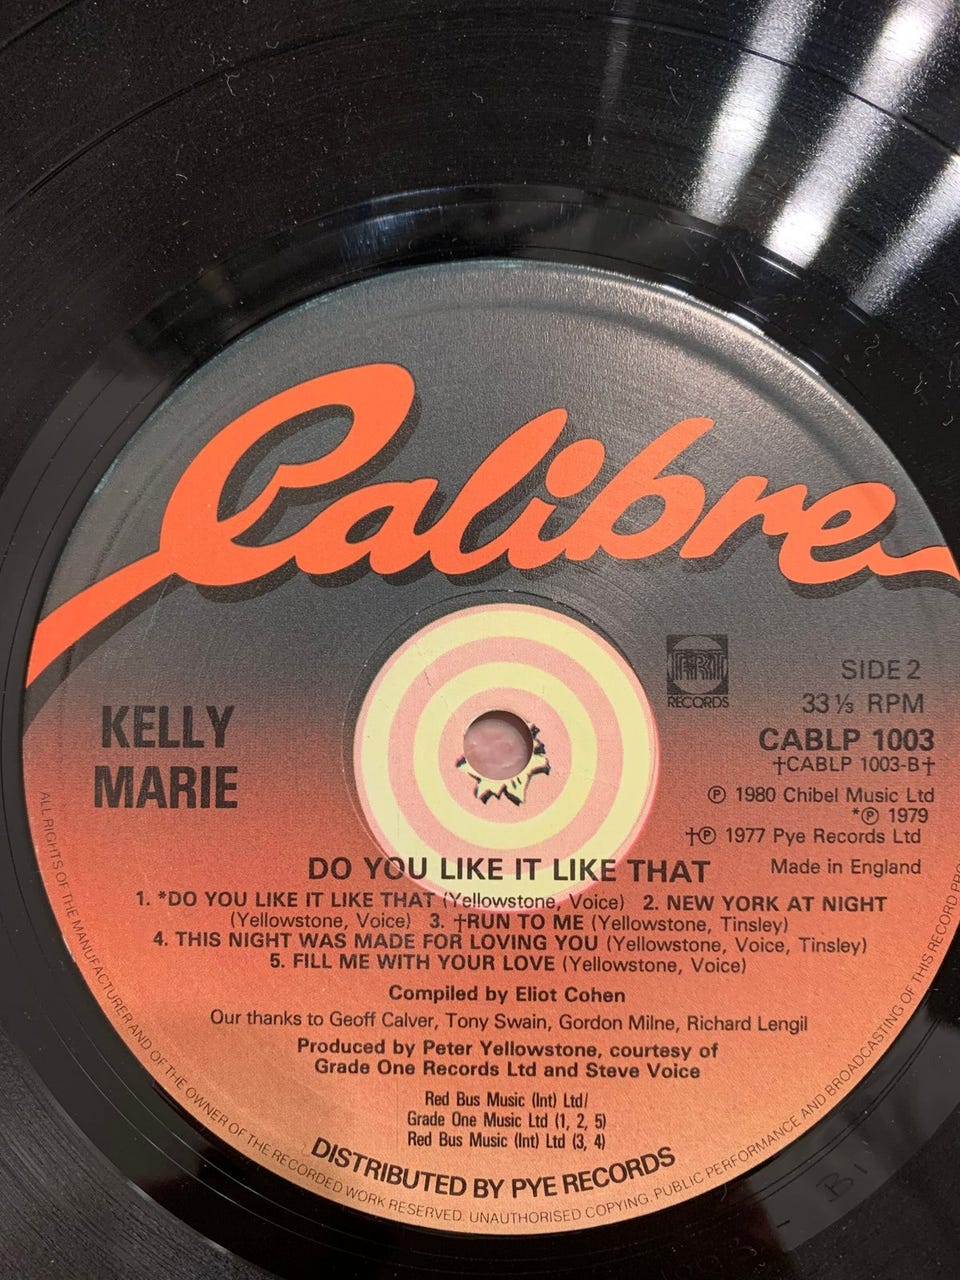 Calibre
PRT
RECORDS
SIDE 2
33⅓ RPM
KELLY
MARIE
CABLP 1003
†CABLP 1003-B†
℗ 1980 Chibel Music Ltd
*℗ 1979
†℗ 1977 Pye Records Ltd
Made in England
DO YOU LIKE IT LIKE THAT
1. *DO YOU LIKE IT LIKE THAT (Yellowstone, Voice) 2. NEW YORK AT NIGHT
(Yellowstone, Voice) 3. †RUN TO ME (Yellowstone, Tinsley)
4. THIS NIGHT WAS MADE FOR LOVING YOU (Yellowstone, Voice, Tinsley)
5. FILL ME WITH YOUR LOVE (Yellowstone, Voice)
Compiled by Eliot Cohen
Our thanks to Geoff Calver, Tony Swain, Gordon Milne, Richard Lengil
Produced by Peter Yellowstone, courtesy of
Grade One Records Ltd and Steve Voice
Red Bus Music (Int) Ltd/
Grade One Music Ltd (1, 2, 5)
Red Bus Music (Int) Ltd (3, 4)
DISTRIBUTED BY PYE RECORDS
ALL RIGHTS OF THE MANUFACTURER AND OF THE OWNER OF THE RECORDED WORK RESERVED. UNAUTHORISED COPYING, PUBLIC PERFORMANCE AND BROADCASTING OF THIS RECORD